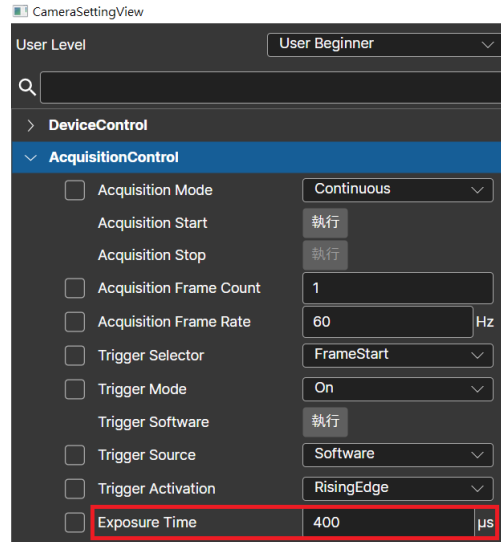 CameraSettingView
User Level User Beginner
DeviceControl
AcquisitionControl
Acquisition Mode Continuous
Acquisition Start 執行
Acquisition Stop 執行
Acquisition Frame Count 1
Acquisition Frame Rate 60 Hz
Trigger Selector FrameStart
Trigger Mode On
Trigger Software 執行
Trigger Source Software
Trigger Activation RisingEdge
Exposure Time 400 µs